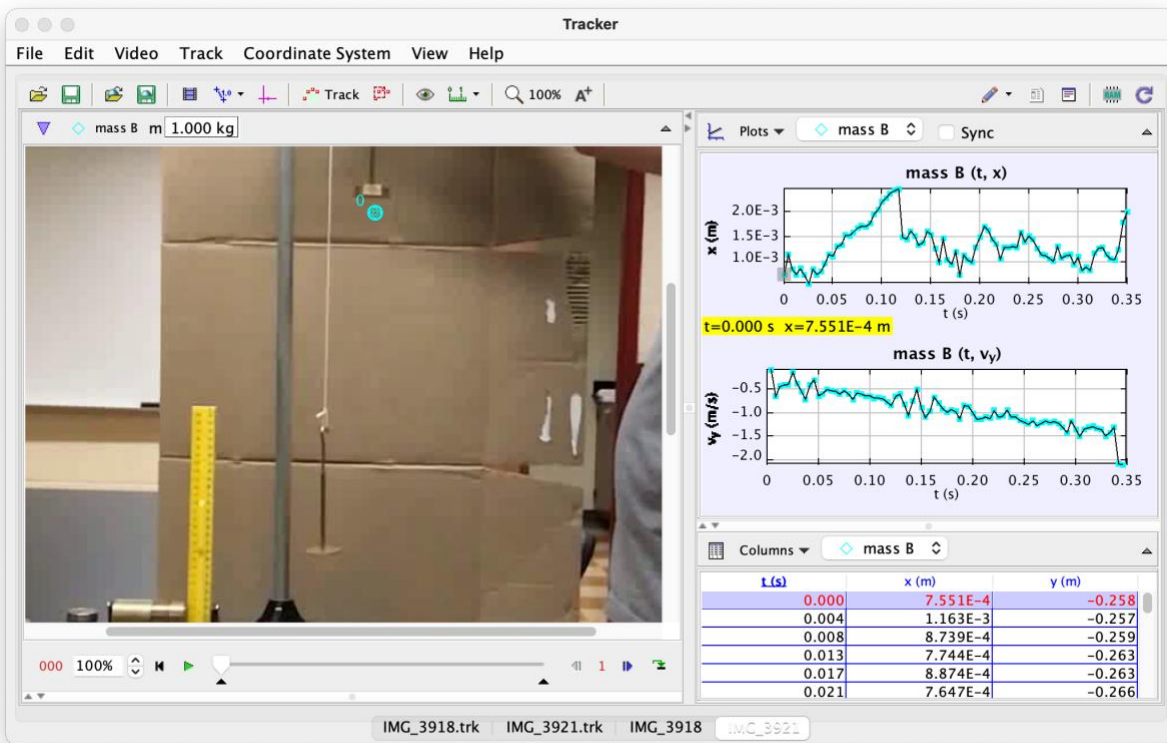 Tracker
File Edit Video Track Coordinate System View Help
Track 100% A+ RAM
mass B m 1.000 kg
0
000 100% 1
Plots mass B Sync
mass B (t, x)
x (m)
2.0E-3
1.5E-3
1.0E-3
0 0.05 0.10 0.15 0.20 0.25 0.30 0.35
t (s)
t=0.000 s x=7.551E-4 m
mass B (t, vy)
vy (m/s)
-0.5
-1.0
-1.5
-2.0
0 0.05 0.10 0.15 0.20 0.25 0.30 0.35
t (s)
Columns mass B
t (s) x (m) y (m)
0.000 7.551E-4 -0.258
0.004 1.163E-3 -0.257
0.008 8.739E-4 -0.259
0.013 7.744E-4 -0.263
0.017 8.874E-4 -0.263
0.021 7.647E-4 -0.266
IMG_3918.trk IMG_3921.trk IMG_3918 IMG_3921